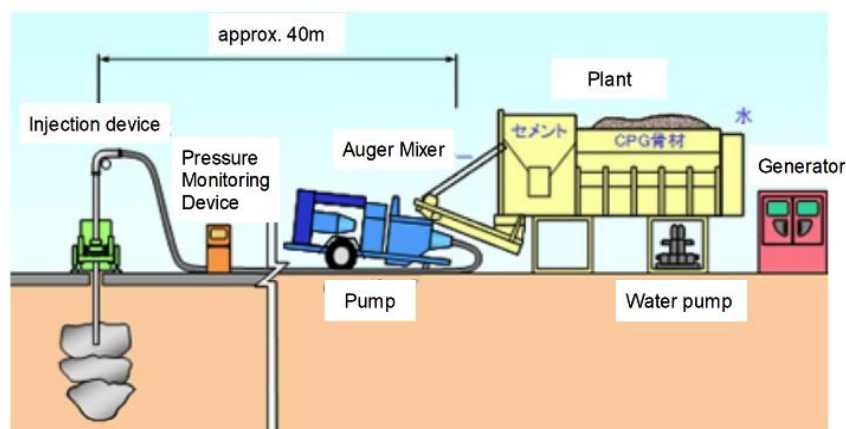 approx. 40m
Plant
水
Injection device
セメント
CPG骨材
Auger Mixer
Pressure
Monitoring
Device
Generator
Pump
Water pump